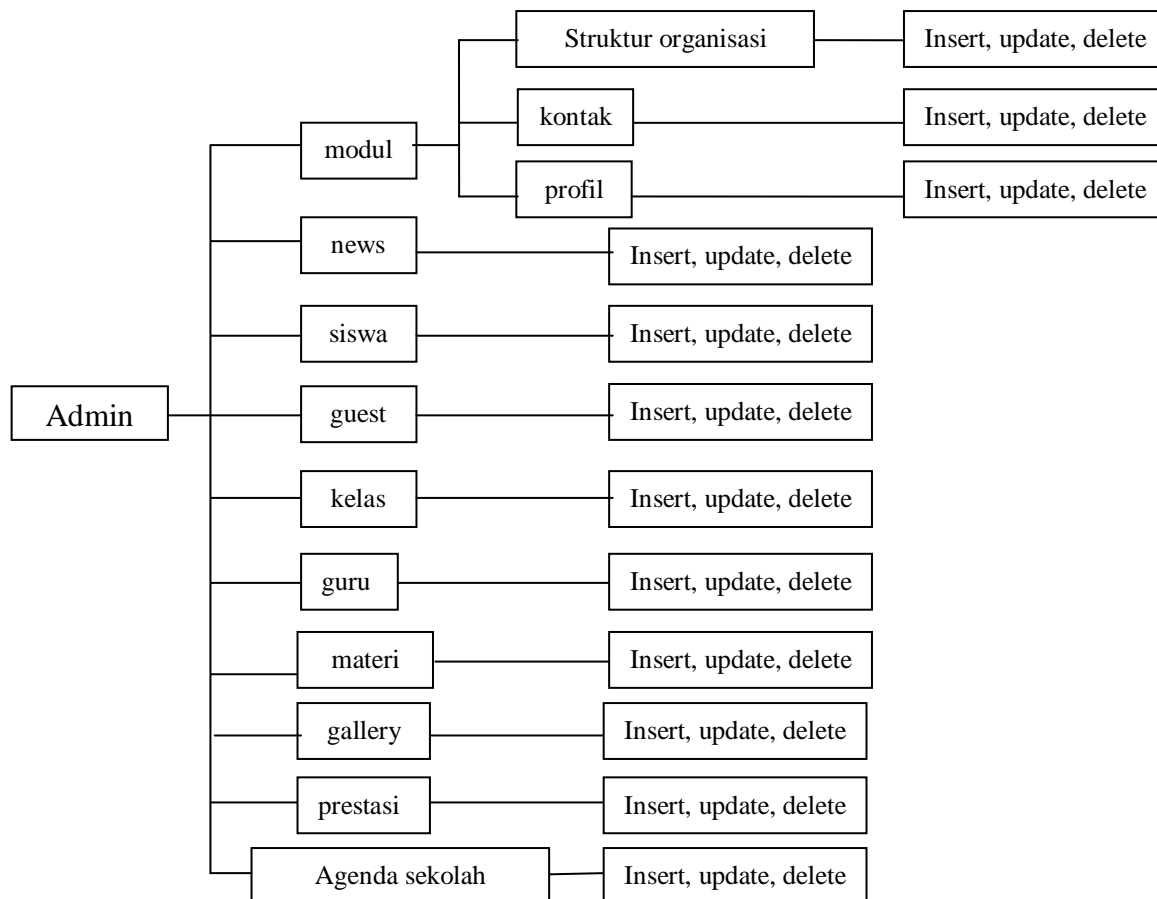 Struktur organisasi
Insert, update, delete
kontak
Insert, update, delete
modul
profil
Insert, update, delete
news
Insert, update, delete
siswa
Insert, update, delete
Admin
guest
Insert, update, delete
kelas
Insert, update, delete
guru
Insert, update, delete
materi
Insert, update, delete
gallery
Insert, update, delete
prestasi
Insert, update, delete
Agenda sekolah
Insert, update, delete